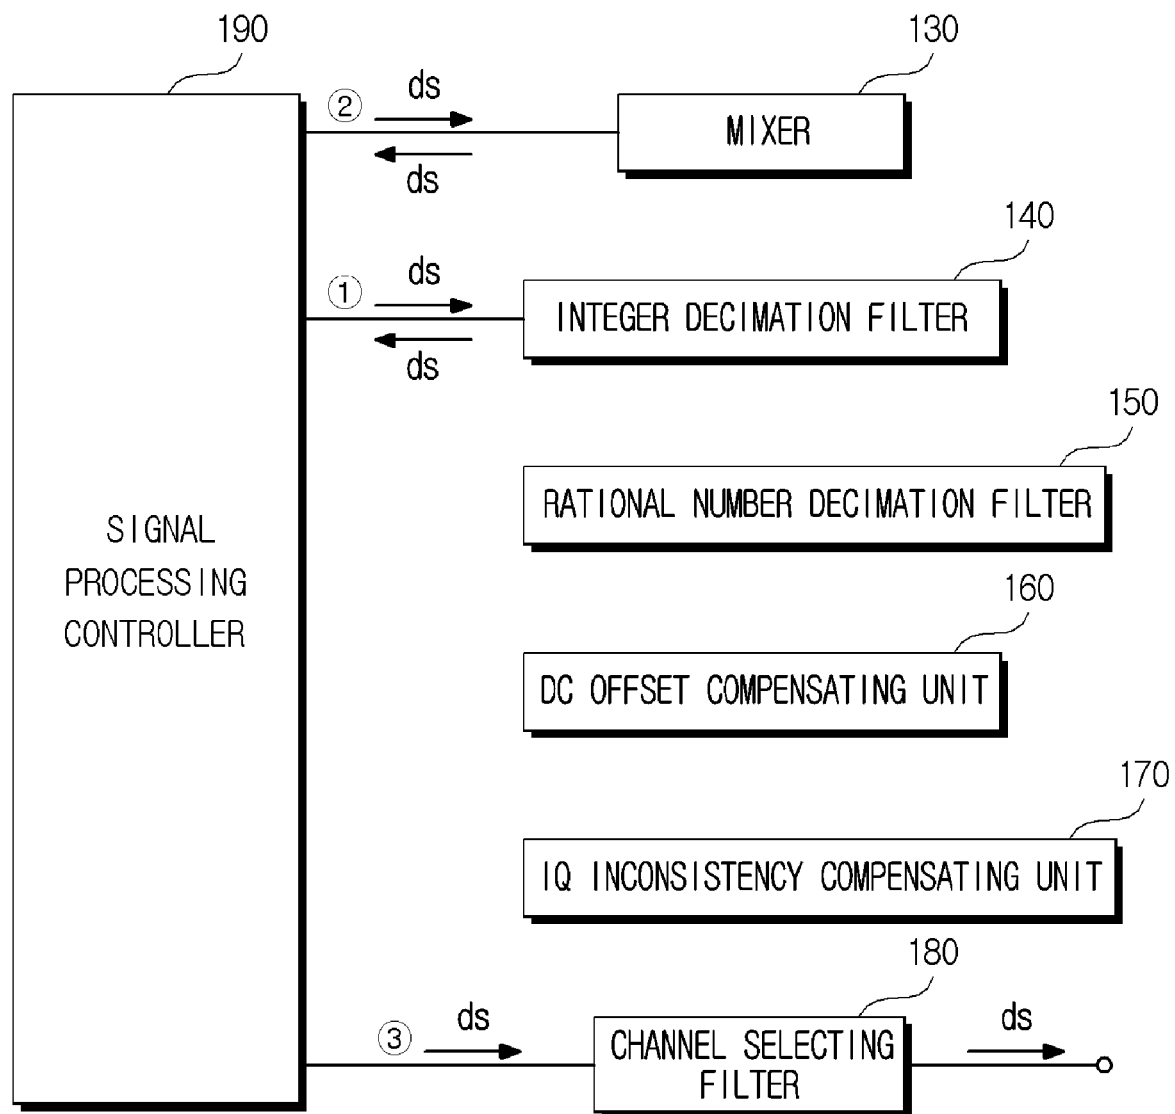 190
130
② ds
MIXER
ds
140
① ds
INTEGER DECIMATION FILTER
ds
150
RATIONAL NUMBER DECIMATION FILTER
SIGNAL
PROCESSING
CONTROLLER
160
DC OFFSET COMPENSATING UNIT
170
IQ INCONSISTENCY COMPENSATING UNIT
180
③ ds
CHANNEL SELECTING
FILTER
ds